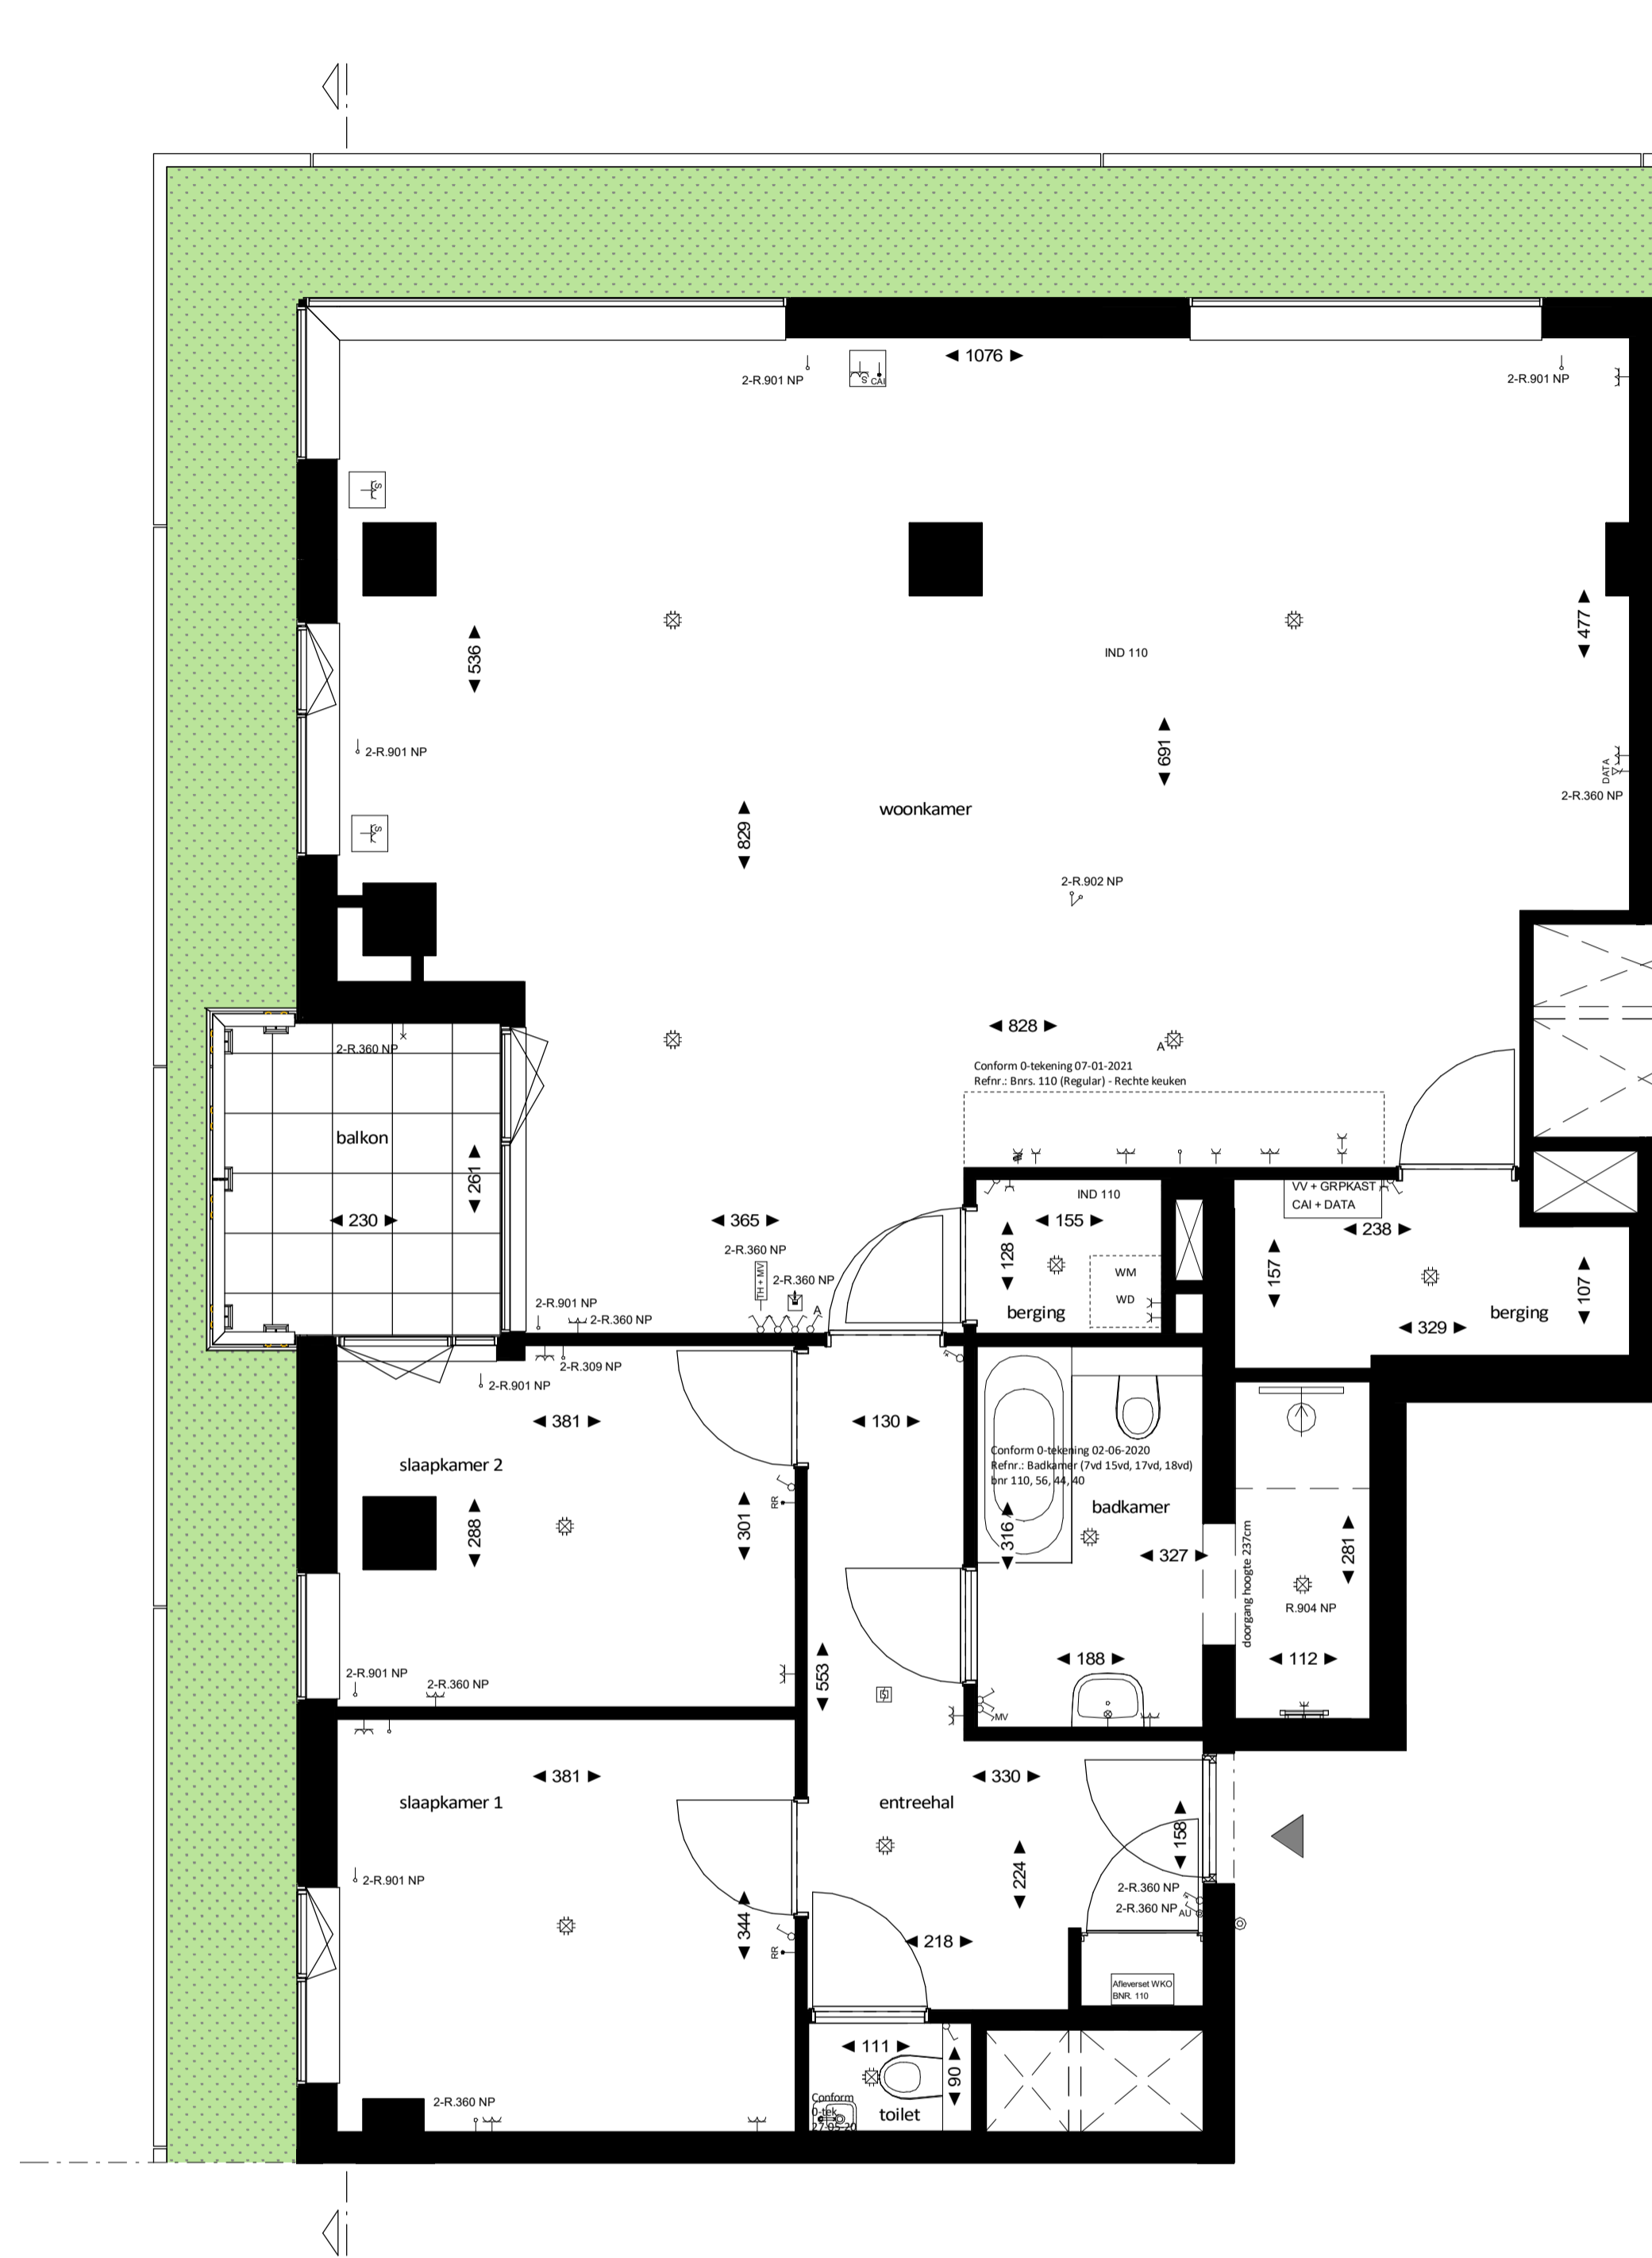 1076
2-R.901 NP
S CAI
2-R.901 NP
S
536
477
IND 110
691
2-R.901 NP
829
woonkamer
DATA
2-R.360 NP
S
2-R.902 NP
828
A
2-R.360 NP
Conform 0-tekening 07-01-2021
Refnr.: Bnrs. 110 (Regular) - Rechte keuken
balkon
261
230
365
IND 110
155
128
VV + GRPKAST
CAI + DATA
238
157
107
2-R.360 NP
TH + MV
2-R.360 NP
A
WM
WD
berging
berging
329
2-R.901 NP
2-R.360 NP
2-R.309 NP
2-R.901 NP
381
130
slaapkamer 2
Conform 0-tekening 02-06-2020
Refnr.: Badkamer (7vd 15vd, 17vd, 18vd)
bnr 110, 56, 44, 40
badkamer
RR
288
301
316
327
doorgang hoogte 237cm
281
R.904 NP
188
112
2-R.901 NP
2-R.360 NP
553
MV
381
330
slaapkamer 1
entreehal
158
224
2-R.901 NP
2-R.360 NP
2-R.360 NP
AU
344
RR
218
Afleverset WKO
BNR. 110
111
90
2-R.360 NP
Conform
0-tek.
27-05-20
toilet